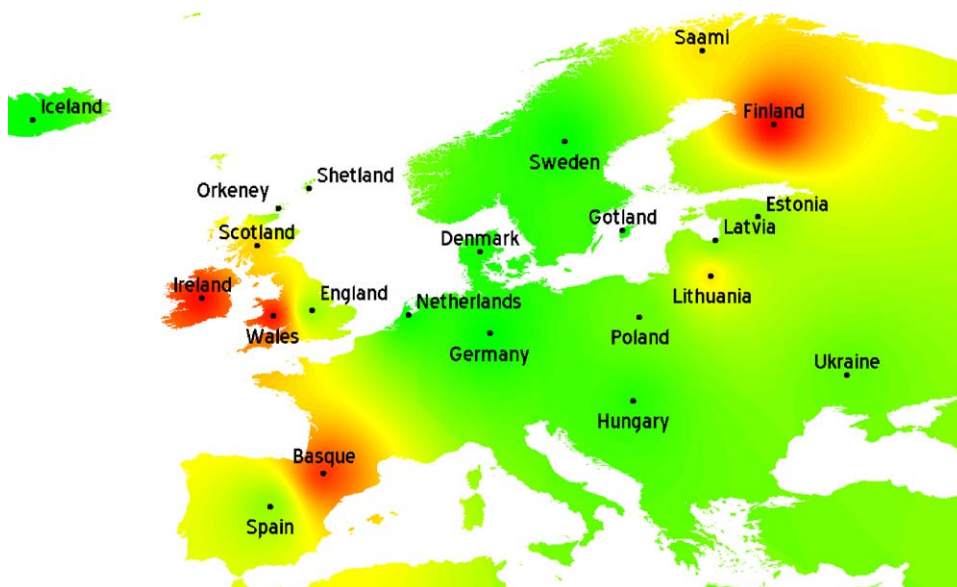 Saami
Iceland
Finland
Sweden
Shetland
Orkeney
Estonia
Gotland
Latvia
Scotland
Denmark
Ireland
England
Netherlands
Lithuania
Wales
Poland
Germany
Ukraine
Hungary
Basque
Spain